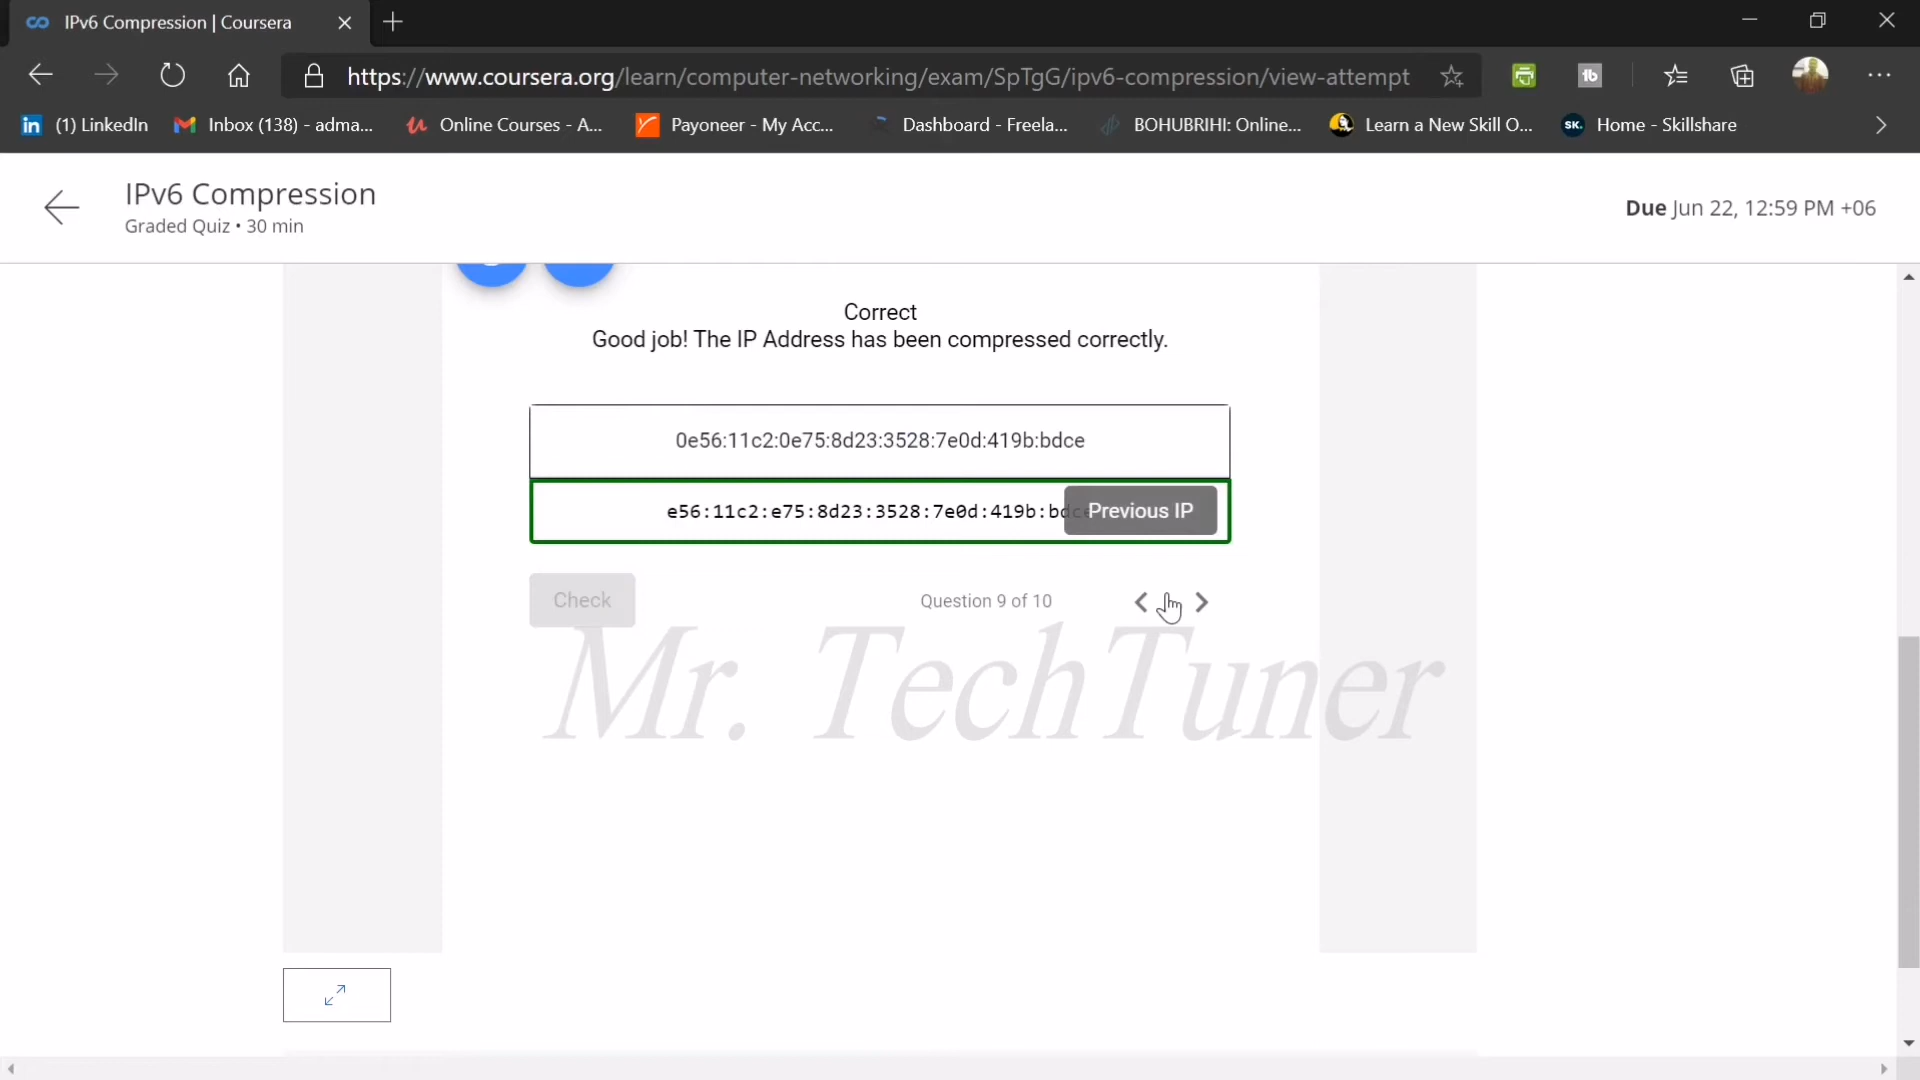 IPv6 Compression | Coursera
https://www.coursera.org/learn/computer-networking/exam/SpTgG/ipv6-compression/view-attempt
in (1) LinkedIn
Inbox (138) - adma...
Online Courses - A...
Payoneer - My Acc...
Dashboard - Freela...
BOHUBRIHI: Online...
Learn a New Skill O...
SK. Home - Skillshare
IPv6 Compression
Graded Quiz • 30 min
Due Jun 22, 12:59 PM +06
Correct
Good job! The IP Address has been compressed correctly.
0e56:11c2:0e75:8d23:3528:7e0d:419b:bdce
e56:11c2:e75:8d23:3528:7e0d:419b:bdce
Previous IP
Check
Question 9 of 10
Mr. TechTuner